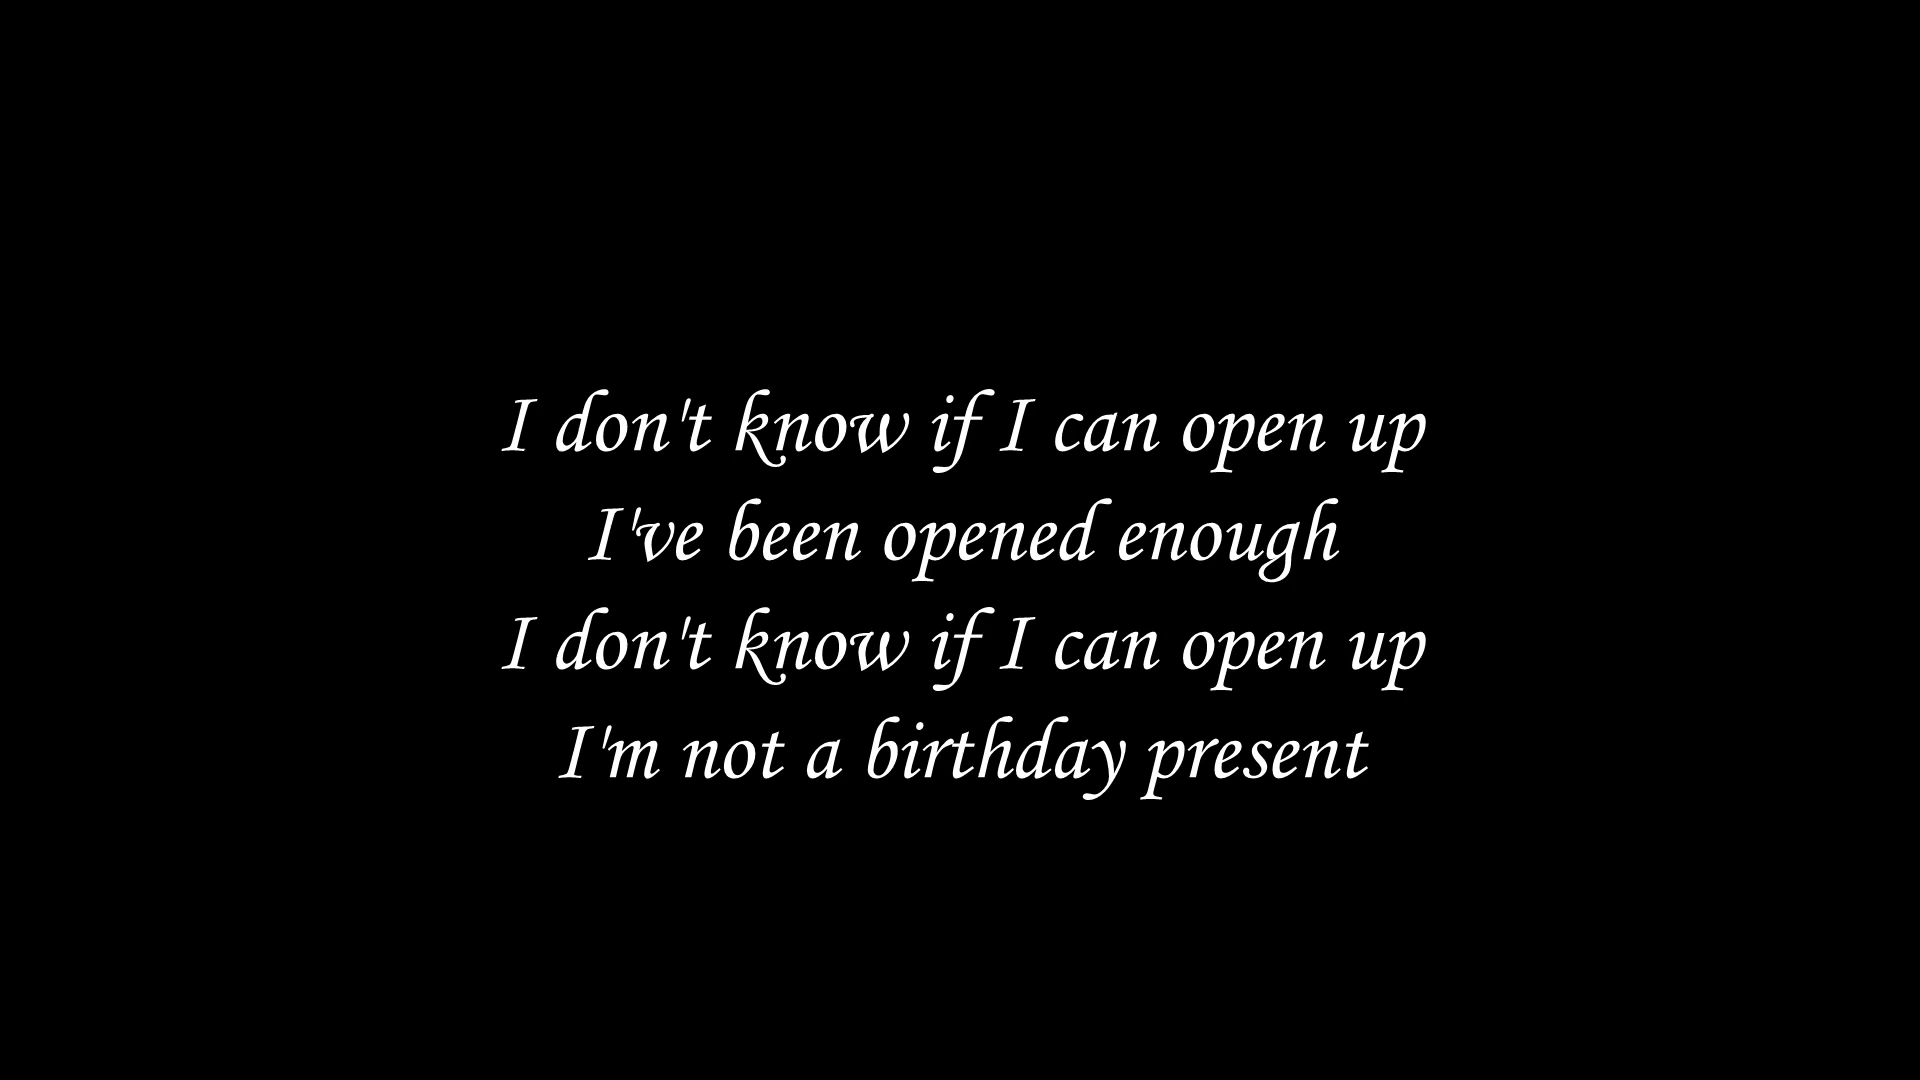 I don't know if I can open up
I've been opened enough
I don't know if I can open up
I'm not a birthday present